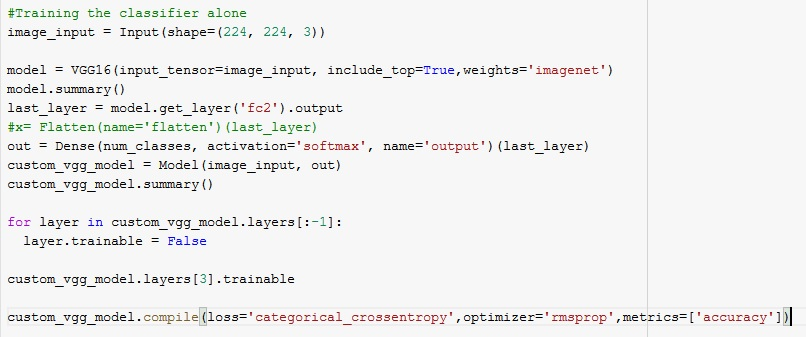 #Training the classifier alone
image_input = Input(shape=(224, 224, 3))
model = VGG16(input_tensor=image_input, include_top=True,weights='imagenet')
model.summary()
last_layer = model.get_layer('fc2').output
#x= Flatten(name='flatten')(last_layer)
out = Dense(num_classes, activation='softmax', name='output')(last_layer)
custom_vgg_model = Model(image_input, out)
custom_vgg_model.summary()
for layer in custom_vgg_model.layers[:-1]:
  layer.trainable = False
custom_vgg_model.layers[3].trainable
custom_vgg_model.compile(loss='categorical_crossentropy',optimizer='rmsprop',metrics=['accuracy'])